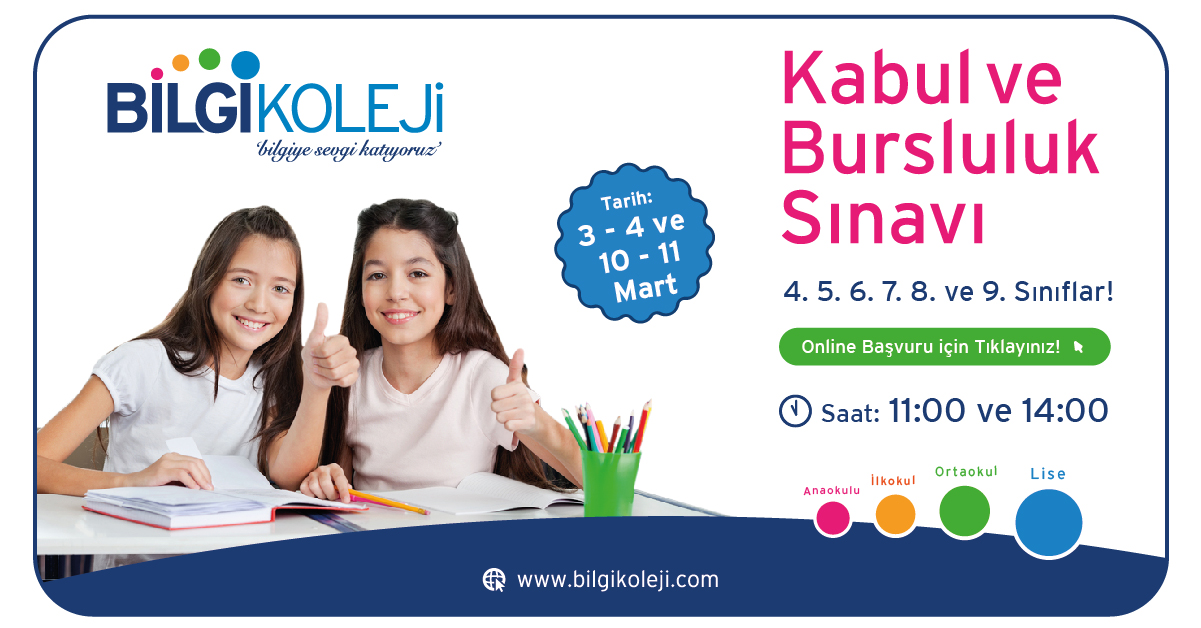 BİLGİKOLEJİ
'bilgiye sevgi katıyoruz'
Kabul ve
Bursluluk
Sınavı
Tarih:
3 - 4 ve
10 - 11
Mart
4. 5. 6. 7. 8. ve 9. Sınıflar!
Online Başvuru için Tıklayınız!
Saat: 11:00 ve 14:00
Anaokulu
İlkokul
Ortaokul
Lise
www.bilgikoleji.com